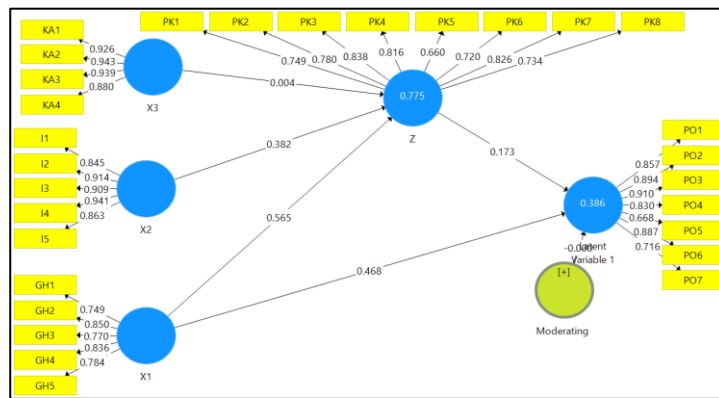 PK1
PK2
PK3
PK4
PK5
PK6
PK7
PK8
0.749
0.780
0.838
0.816
0.660
0.720
0.826
0.734
KA1
KA2
KA3
KA4
0.926
0.943
0.939
0.880
X3
0.004
0.775
Z
I1
I2
I3
I4
I5
0.845
0.914
0.909
0.941
0.863
X2
0.382
0.173
0.565
0.468
GH1
GH2
GH3
GH4
GH5
0.749
0.850
0.770
0.836
0.784
X1
0.386
Latent
Variable 1
-0.000
[+]
Moderating
PO1
PO2
PO3
PO4
PO5
PO6
PO7
0.857
0.894
0.910
0.830
0.668
0.887
0.716